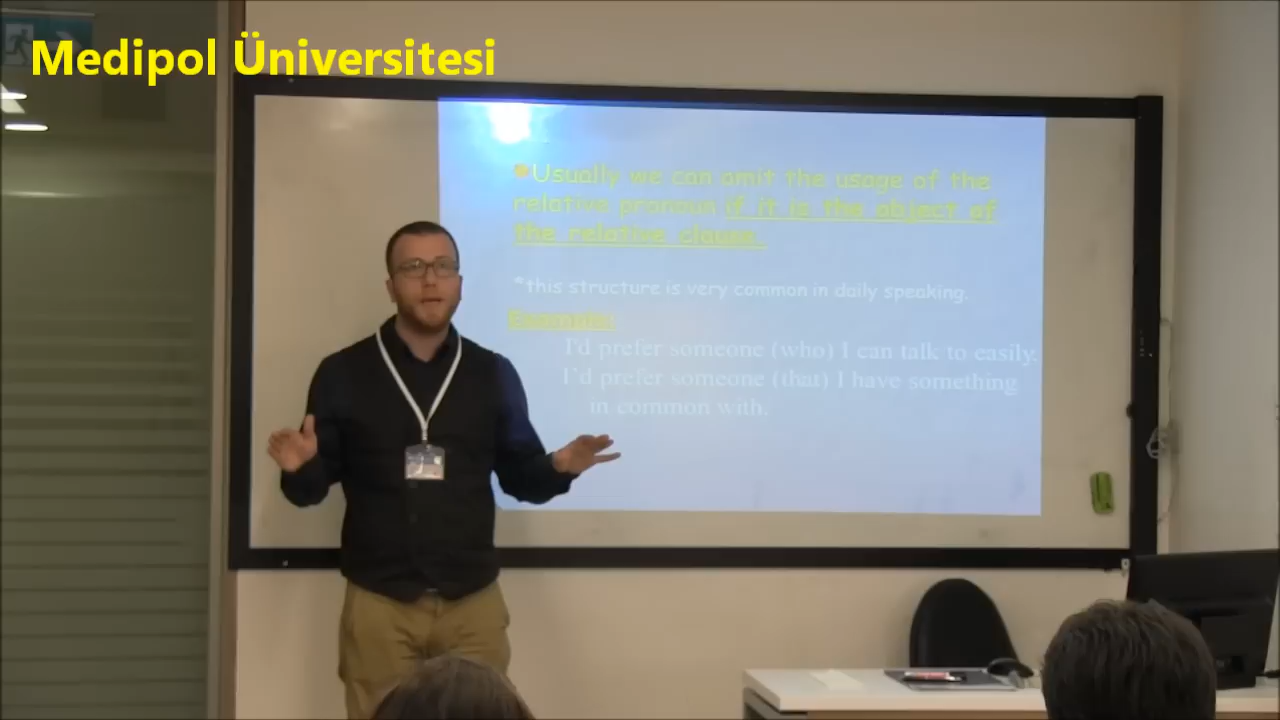 Medipol Üniversitesi
Usually we can omit the usage of the
relative pronoun if it is the object of
the relative clause.
*this structure is very common in daily speaking.
Example:
I'd prefer someone (who) I can talk to easily.
I'd prefer someone (that) I have something
in common with.